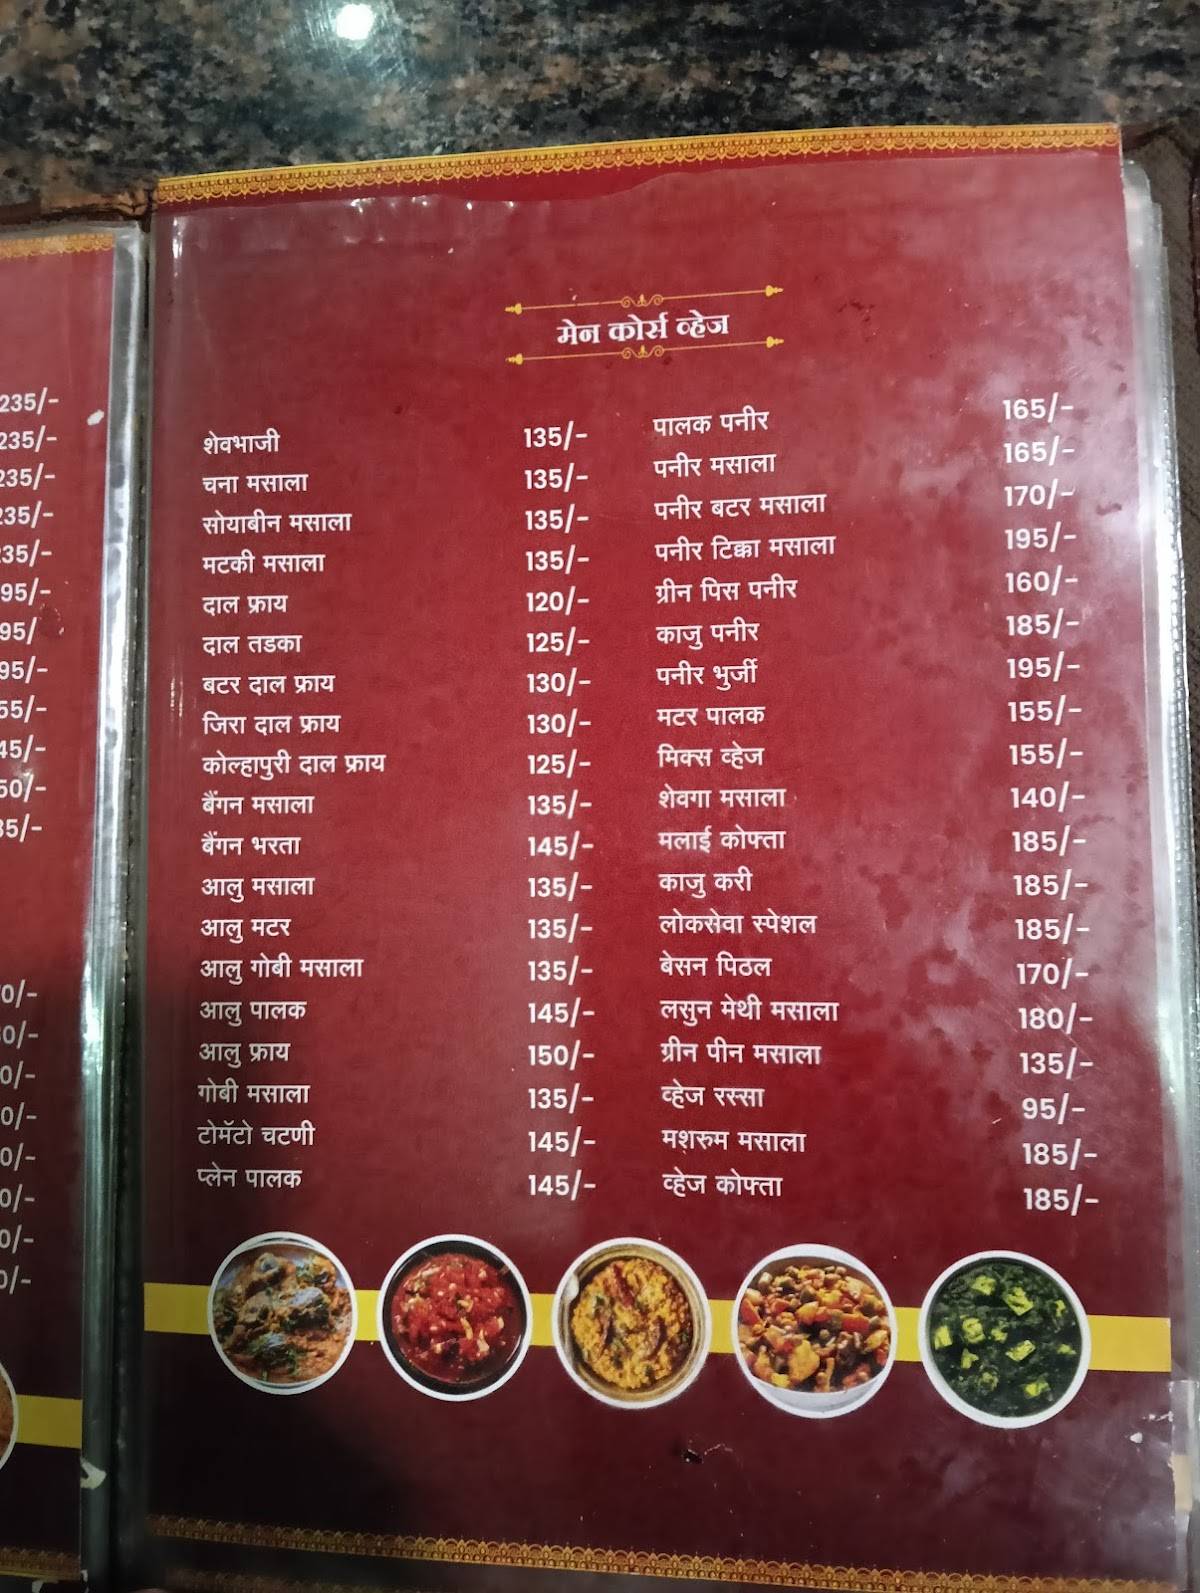 मेन कोर्स व्हेज
शेवभाजी 135/-
चना मसाला 135/-
सोयाबीन मसाला 135/-
मटकी मसाला 135/-
दाल फ्राय 120/-
दाल तडका 125/-
बटर दाल फ्राय 130/-
जिरा दाल फ्राय 130/-
कोल्हापुरी दाल फ्राय 125/-
बैंगन मसाला 135/-
बैंगन भरता 145/-
आलु मसाला 135/-
आलु मटर 135/-
आलु गोबी मसाला 135/-
आलु पालक 145/-
आलु फ्राय 150/-
गोबी मसाला 135/-
टोमॅटो चटणी 145/-
प्लेन पालक 145/-
पालक पनीर 165/-
पनीर मसाला 165/-
पनीर बटर मसाला 170/-
पनीर टिक्का मसाला 195/-
ग्रीन पिस पनीर 160/-
काजु पनीर 185/-
पनीर भुर्जी 195/-
मटर पालक 155/-
मिक्स व्हेज 155/-
शेवगा मसाला 140/-
मलाई कोफ्ता 185/-
काजु करी 185/-
लोकसेवा स्पेशल 185/-
बेसन पिठल 170/-
लसुन मेथी मसाला 180/-
ग्रीन पीन मसाला 135/-
व्हेज रस्सा 95/-
मशरुम मसाला 185/-
व्हेज कोफ्ता 185/-
235/-
235/-
235/-